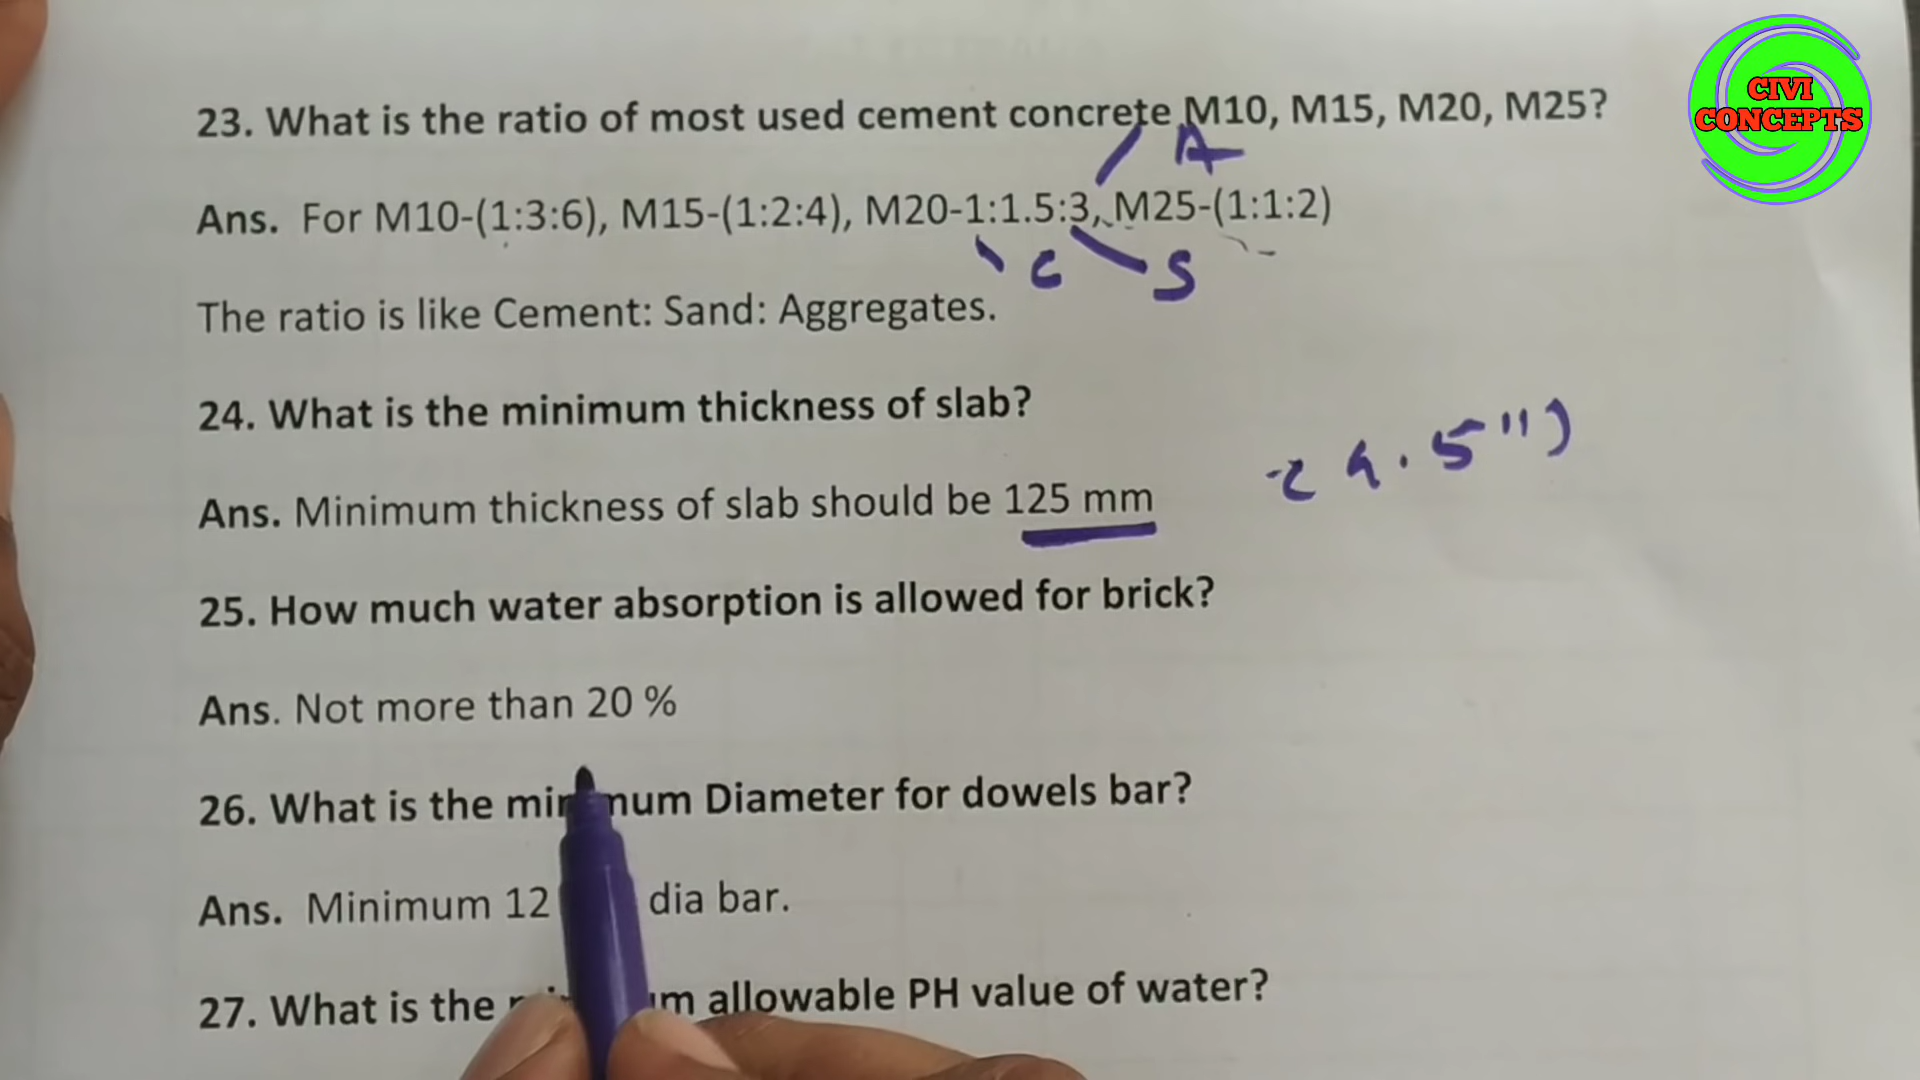 CIVI
CONCEPTS
23. What is the ratio of most used cement concrete M10, M15, M20, M25?
A
Ans. For M10-(1:3:6), M15-(1:2:4), M20-1:1.5:3, M25-(1:1:2)
C S
The ratio is like Cement: Sand: Aggregates.
24. What is the minimum thickness of slab?
4.5")
Ans. Minimum thickness of slab should be 125 mm
25. How much water absorption is allowed for brick?
Ans. Not more than 20 %
26. What is the Diameter for dowels bar?
Ans. Minimum 12 dia bar.
27. What is the allowable PH value of water?